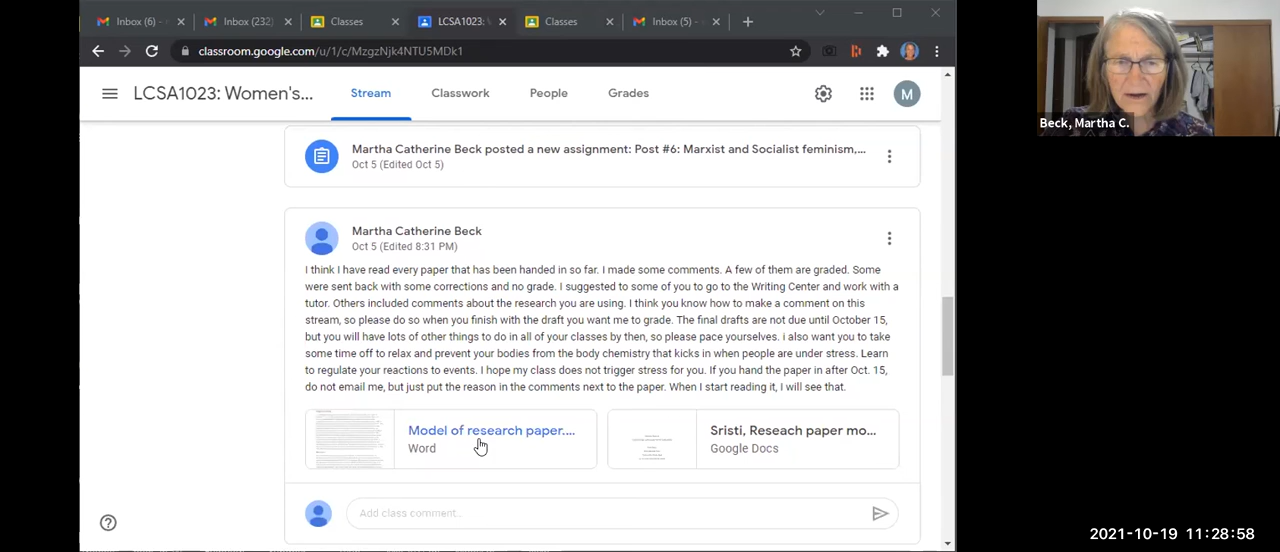 Inbox (6) -
Inbox (232)
Classes
LCSA1023:
Classes
Inbox (5) -
classroom.google.com/u/1/c/MzgzNjk4NTU5MDk1
LCSA1023: Women's...
Stream
Classwork
People
Grades
M
Martha Catherine Beck posted a new assignment: Post #6: Marxist and Socialist feminism,...
Oct 5 (Edited Oct 5)
Martha Catherine Beck
Oct 5 (Edited 8:31 PM)
I think I have read every paper that has been handed in so far. I made some comments. A few of them are graded. Some
were sent back with some corrections and no grade. I suggested to some of you to go to the Writing Center and work with a
tutor. Others included comments about the research you are using. I think you know how to make a comment on this
stream, so please do so when you finish with the draft you want me to grade. The final drafts are not due until October 15,
but you will have lots of other things to do in all of your classes by then, so please pace yourselves. i also want you to take
some time off to relax and prevent your bodies from the body chemistry that kicks in when people are under stress. Learn
to regulate your reactions to events. I hope my class does not trigger stress for you. If you hand the paper in after Oct. 15,
do not email me, but just put the reason in the comments next to the paper. When I start reading it, I will see that.
Model of research paper....
Word
Sristi, Reseach paper mo...
Google Docs
Add class comment...
Beck, Martha C.
2021-10-19 11:28:58